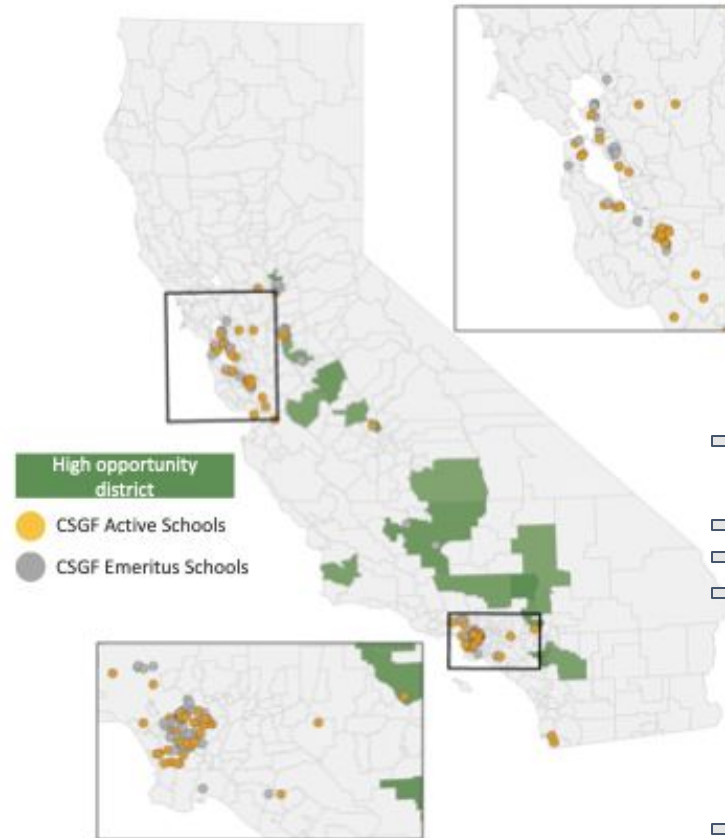 High opportunity
district
CSGF Active Schools
CSGF Emeritus Schools